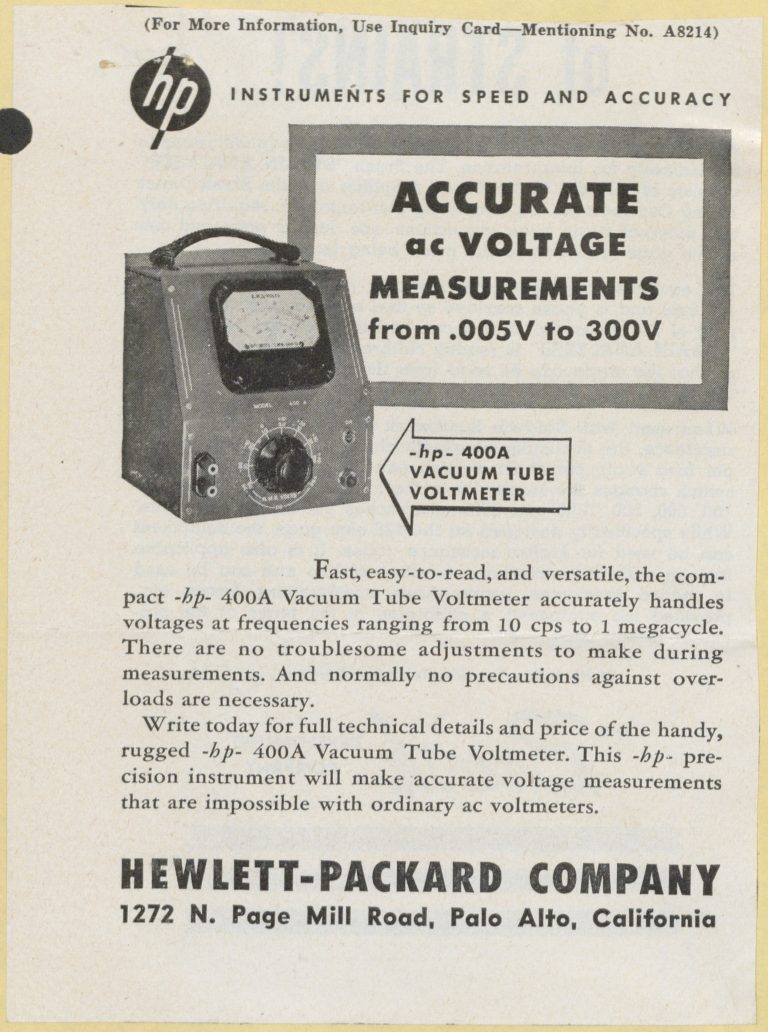 (For More Information, Use Inquiry Card—Mentioning No. A8214)
hp
INSTRUMENTS FOR SPEED AND ACCURACY
ACCURATE
ac VOLTAGE
MEASUREMENTS
from .005V to 300V
MODEL 400 A
R.M.S. VOLTS
-hp- 400A
VACUUM TUBE
VOLTMETER
Fast, easy-to-read, and versatile, the com-
pact -hp- 400A Vacuum Tube Voltmeter accurately handles
voltages at frequencies ranging from 10 cps to 1 megacycle.
There are no troublesome adjustments to make during
measurements. And normally no precautions against over-
loads are necessary.
Write today for full technical details and price of the handy,
rugged -hp- 400A Vacuum Tube Voltmeter. This -hp- pre-
cision instrument will make accurate voltage measurements
that are impossible with ordinary ac voltmeters.
HEWLETT-PACKARD COMPANY
1272 N. Page Mill Road, Palo Alto, California